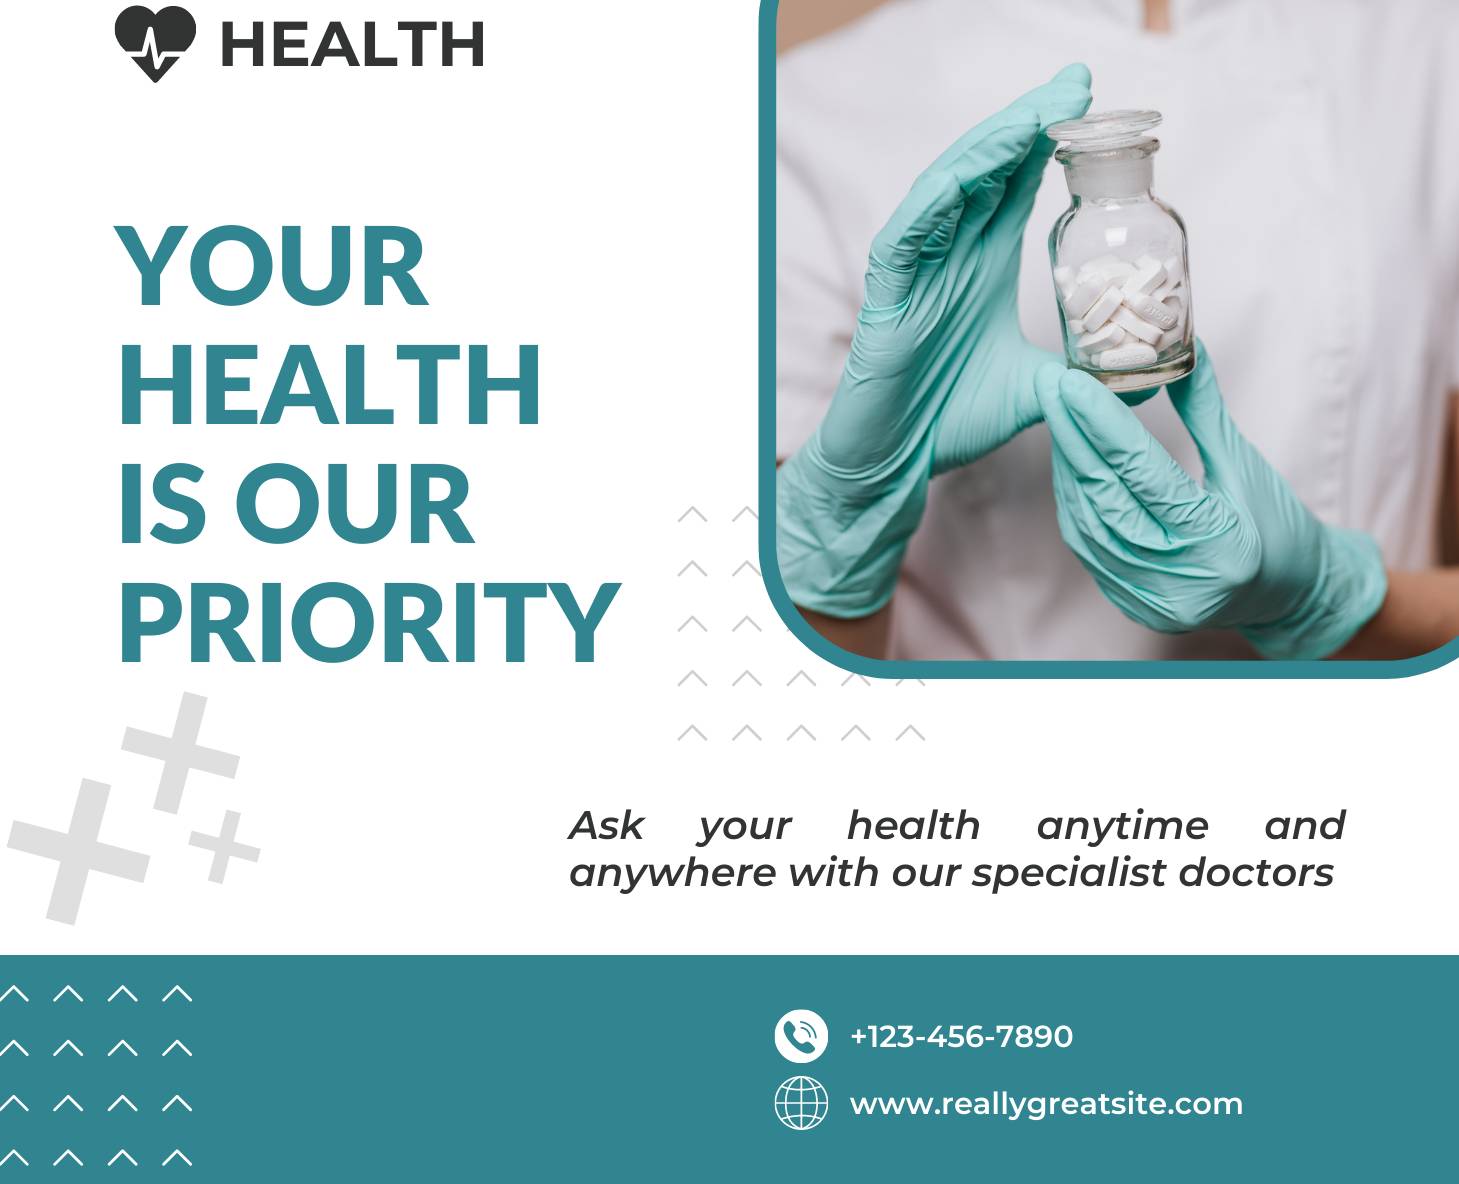 HEALTH
YOUR
HEALTH
IS OUR
PRIORITY
Ask your health anytime and
anywhere with our specialist doctors
+123-456-7890
www.reallygreatsite.com